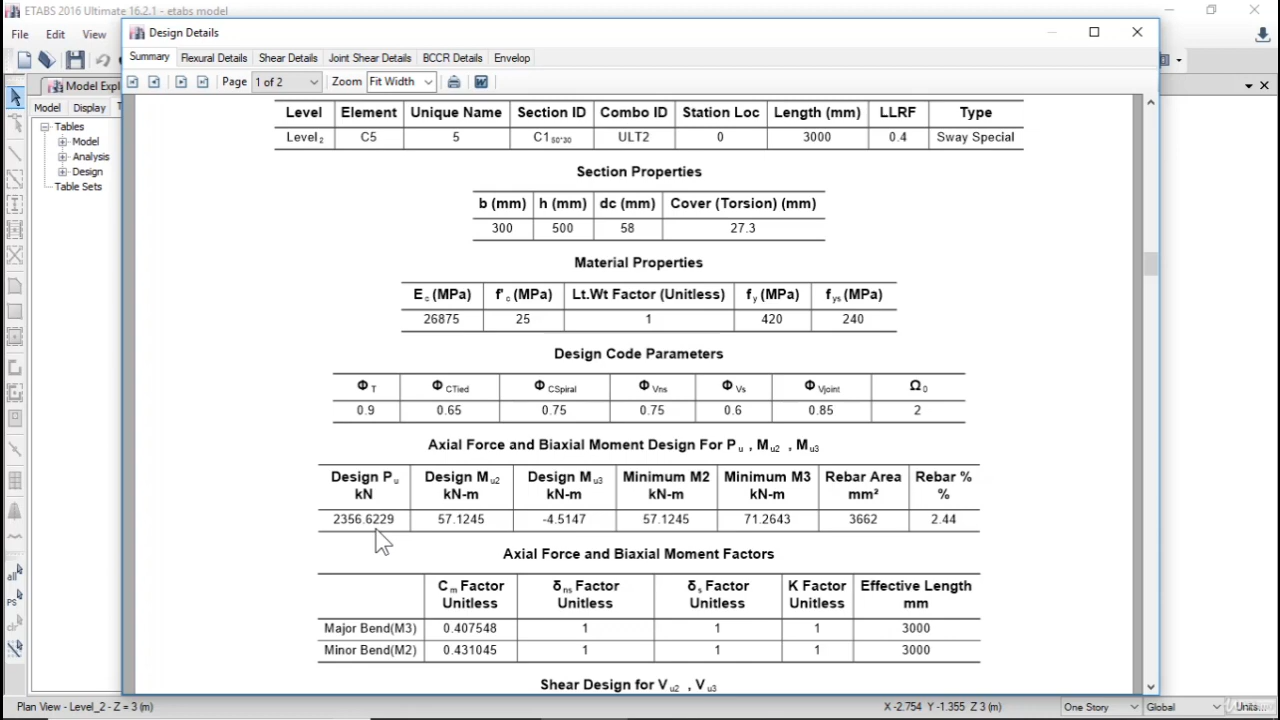 ETABS 2016 Ultimate 16.2.1 - etabs model
File Edit View
Design Details
Summary Flexural Details Shear Details Joint Shear Details BCCR Details Envelop
Page 1 of 2 Zoom Fit Width
Model Expl
Model Display
Tables
Model
Analysis
Design
Table Sets
all
PS
clr
Level Element Unique Name Section ID Combo ID Station Loc Length (mm) LLRF Type
Level2 C5 5 C150*30 ULT2 0 3000 0.4 Sway Special
Section Properties
b (mm) h (mm) dc (mm) Cover (Torsion) (mm)
300 500 58 27.3
Material Properties
Ec (MPa) f'c (MPa) Lt.Wt Factor (Unitless) fy (MPa) fys (MPa)
26875 25 1 420 240
Design Code Parameters
ΦT ΦCTied ΦCSpiral ΦVns ΦVs ΦVjoint Ω0
0.9 0.65 0.75 0.75 0.6 0.85 2
Axial Force and Biaxial Moment Design For Pu , Mu2 , Mu3
Design Pu Design Mu2 Design Mu3 Minimum M2 Minimum M3 Rebar Area Rebar %
kN kN-m kN-m kN-m kN-m mm² %
2356.6229 57.1245 -4.5147 57.1245 71.2643 3662 2.44
Axial Force and Biaxial Moment Factors
Cm Factor δns Factor δs Factor K Factor Effective Length
Unitless Unitless Unitless Unitless mm
Major Bend(M3) 0.407548 1 1 1 3000
Minor Bend(M2) 0.431045 1 1 1 3000
Shear Design for Vu2 , Vu3
Plan View - Level_2 - Z = 3 (m) X -2.754 Y -1.355 Z 3 (m) One Story Global Units...